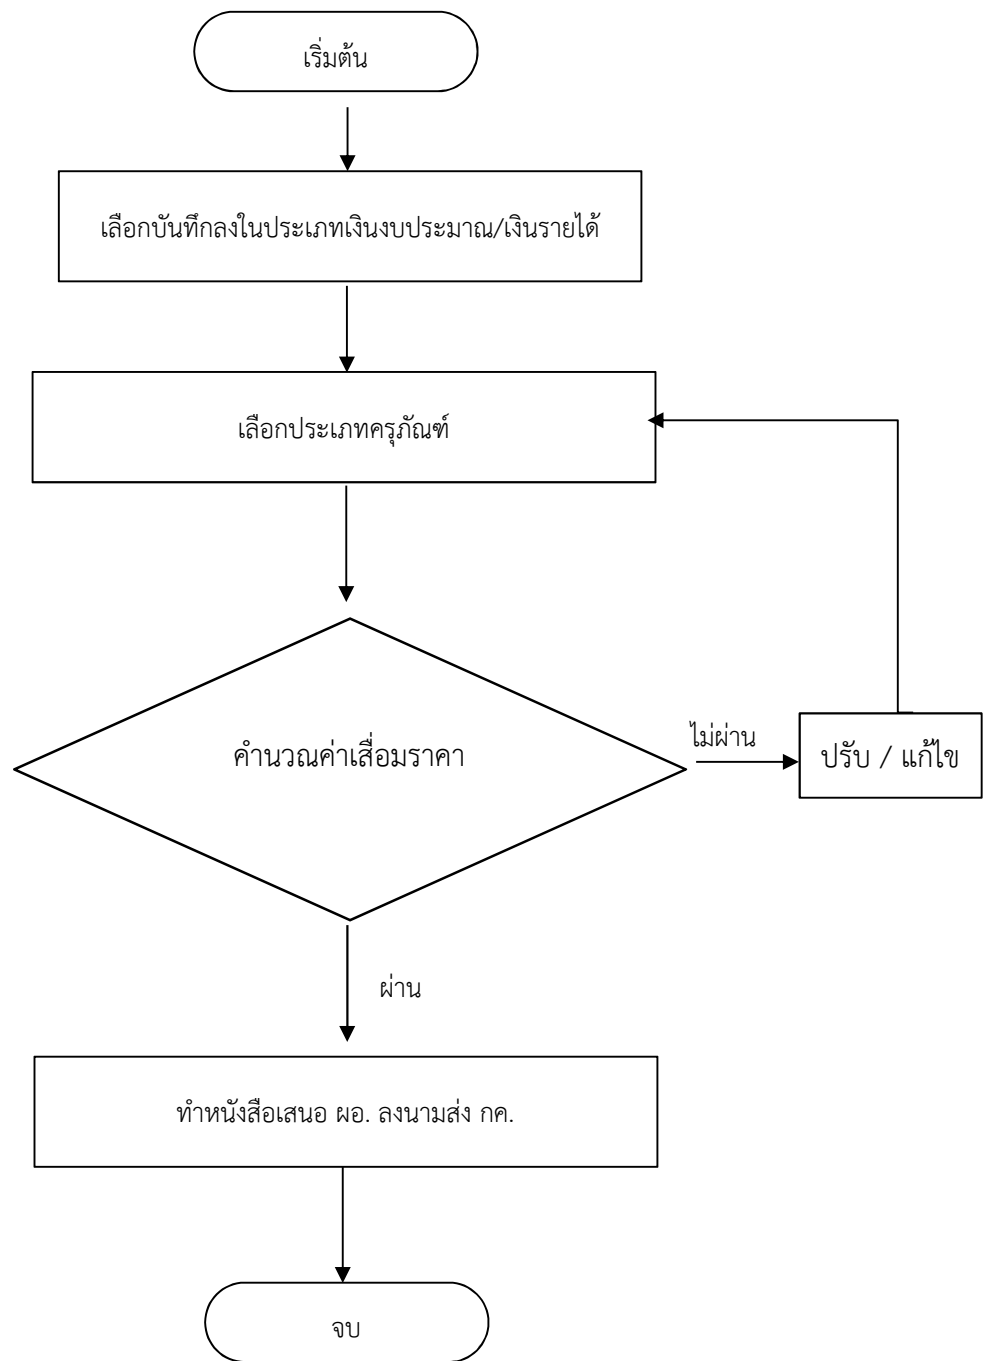 เริ่มต้น
เลือกบันทึกลงในประเภทเงินงบประมาณ/เงินรายได้
เลือกประเภทครุภัณฑ์
คำนวณค่าเสื่อมราคา
ไม่ผ่าน
ปรับ / แก้ไข
ผ่าน
ทำหนังสือเสนอ ผอ. ลงนามส่ง กค.
จบ